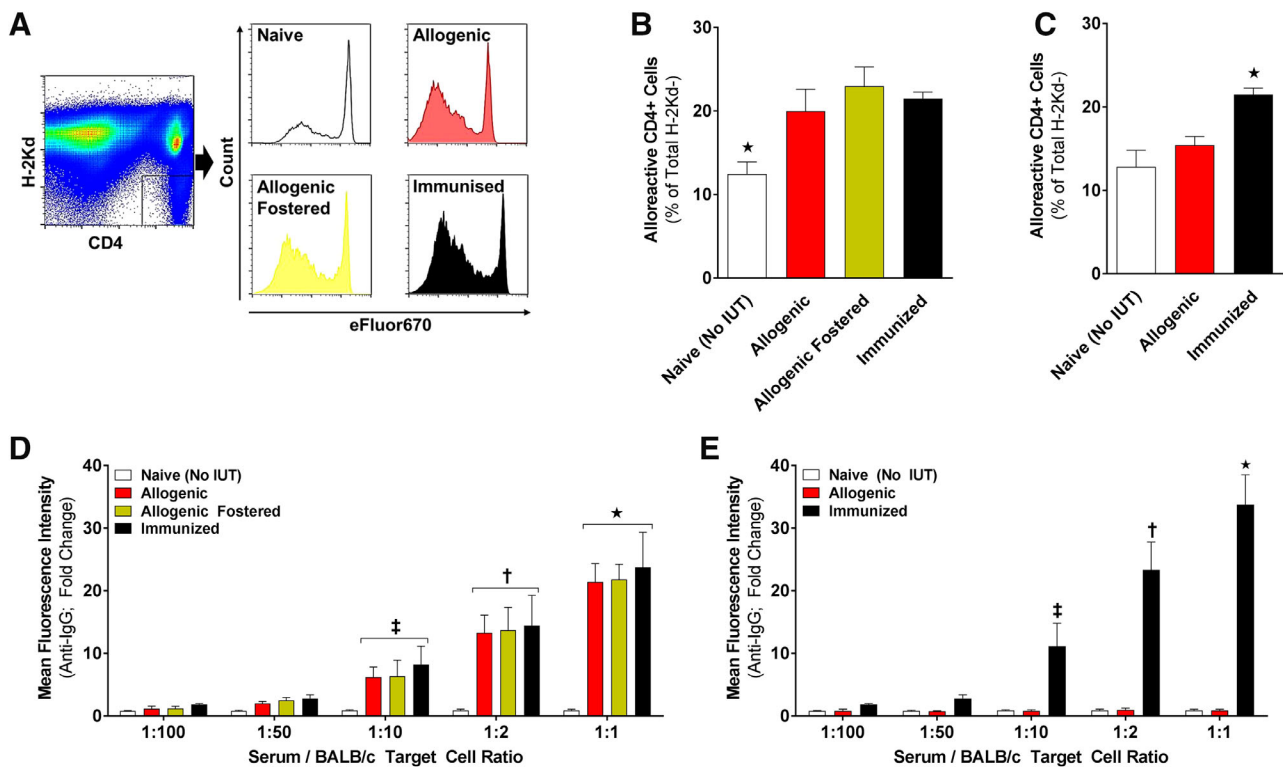 A
H-2Kd
CD4
Count
Naive
Allogenic
Allogenic
Fostered
Immunised
eFluor670
B
Alloreactive CD4+ Cells
(% of Total H-2Kd-)
30
20
10
0
Naive (No IUT)
Allogenic
Allogenic Fostered
Immunized
★
C
Alloreactive CD4+ Cells
(% of Total H-2Kd-)
30
20
10
0
Naive (No IUT)
Allogenic
Immunized
★
D
Mean Fluorescence Intensity
(Anti-IgG; Fold Change)
40
30
20
10
0
Naive (No IUT)
Allogenic
Allogenic Fostered
Immunized
‡
†
★
1:100 1:50 1:10 1:2 1:1
Serum / BALB/c Target Cell Ratio
E
Mean Fluorescence Intensity
(Anti-IgG; Fold Change)
40
30
20
10
0
Naive (No IUT)
Allogenic
Immunized
‡
†
★
1:100 1:50 1:10 1:2 1:1
Serum / BALB/c Target Cell Ratio